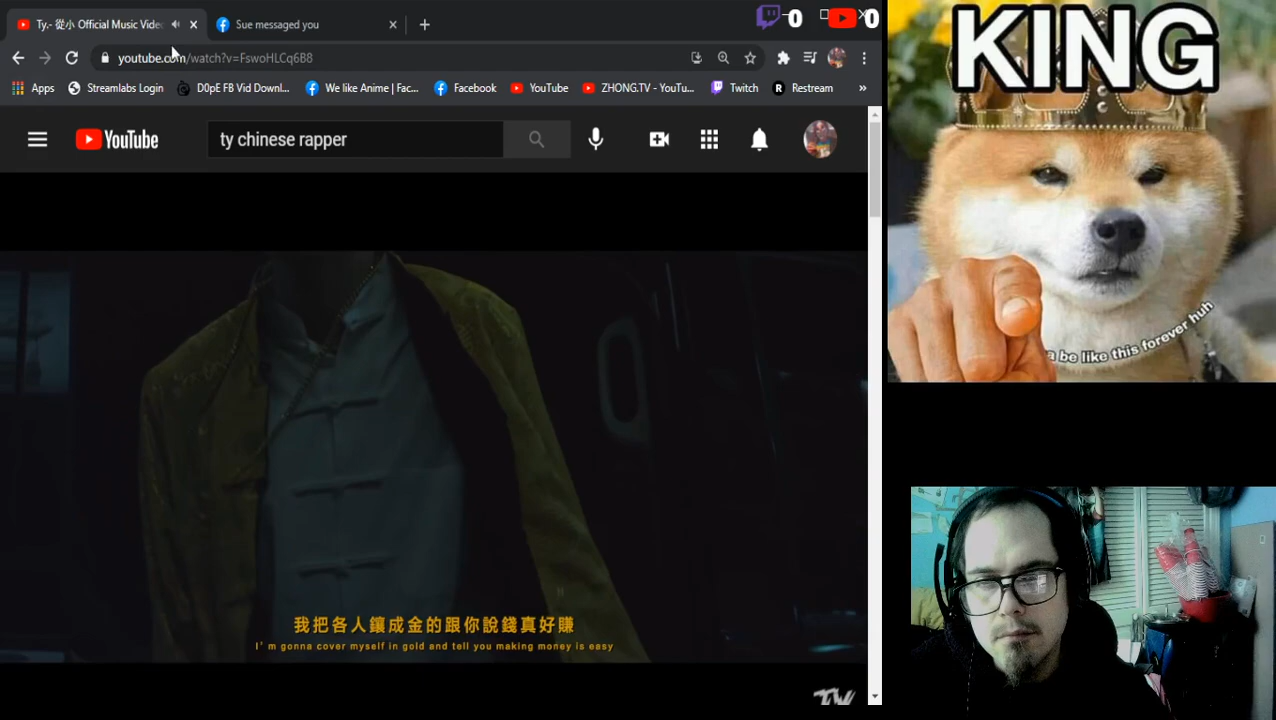 Ty.- 從小 Official Music Video
Sue messaged you
0
0
youtube.com/watch?v=FswoHLCq6B8
Apps
Streamlabs Login
D0pE FB Vid Downl...
We like Anime | Fac...
Facebook
YouTube
ZHONG.TV - YouTu...
Twitch
Restream
»
YouTube
ty chinese rapper
我把各人鑲成金的跟你說錢真好賺
I' m gonna cover myself in gold and tell you making money is easy
KING
a be like this forever huh